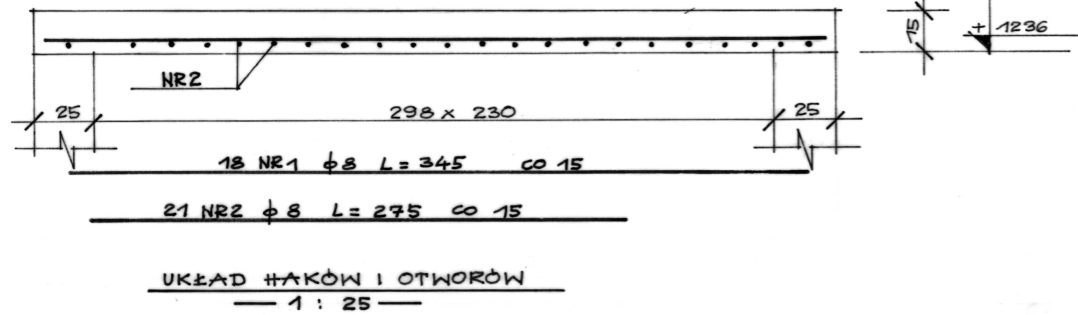 15
+ 1236
NR2
25 298 x 230 25
18 NR1 ϕ8 L = 345 co 15
21 NR2 ϕ8 L = 275 co 15
UKŁAD HAKÓW I OTWORÓW
1 : 25